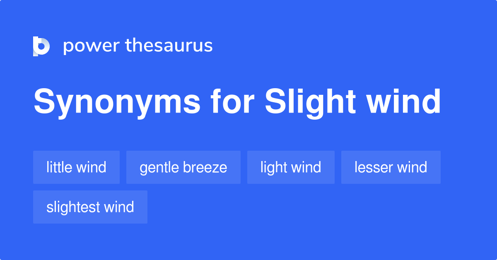 power thesaurus
Synonyms for Slight wind
little wind gentle breeze light wind lesser wind
slightest wind